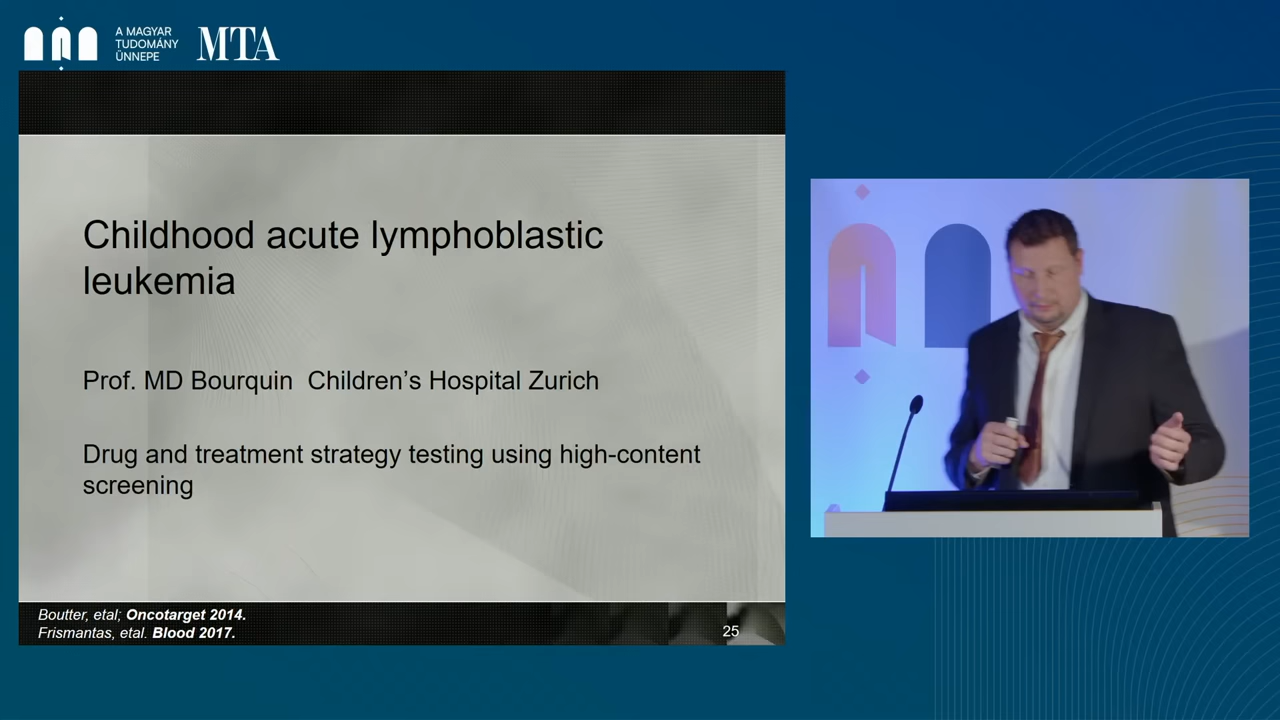 A MAGYAR
TUDOMÁNY
ÜNNEPE
MTA
Childhood acute lymphoblastic
leukemia
Prof. MD Bourquin  Children’s Hospital Zurich
Drug and treatment strategy testing using high-content
screening
Boutter, etal; Oncotarget 2014.
Frismantas, etal. Blood 2017.
25